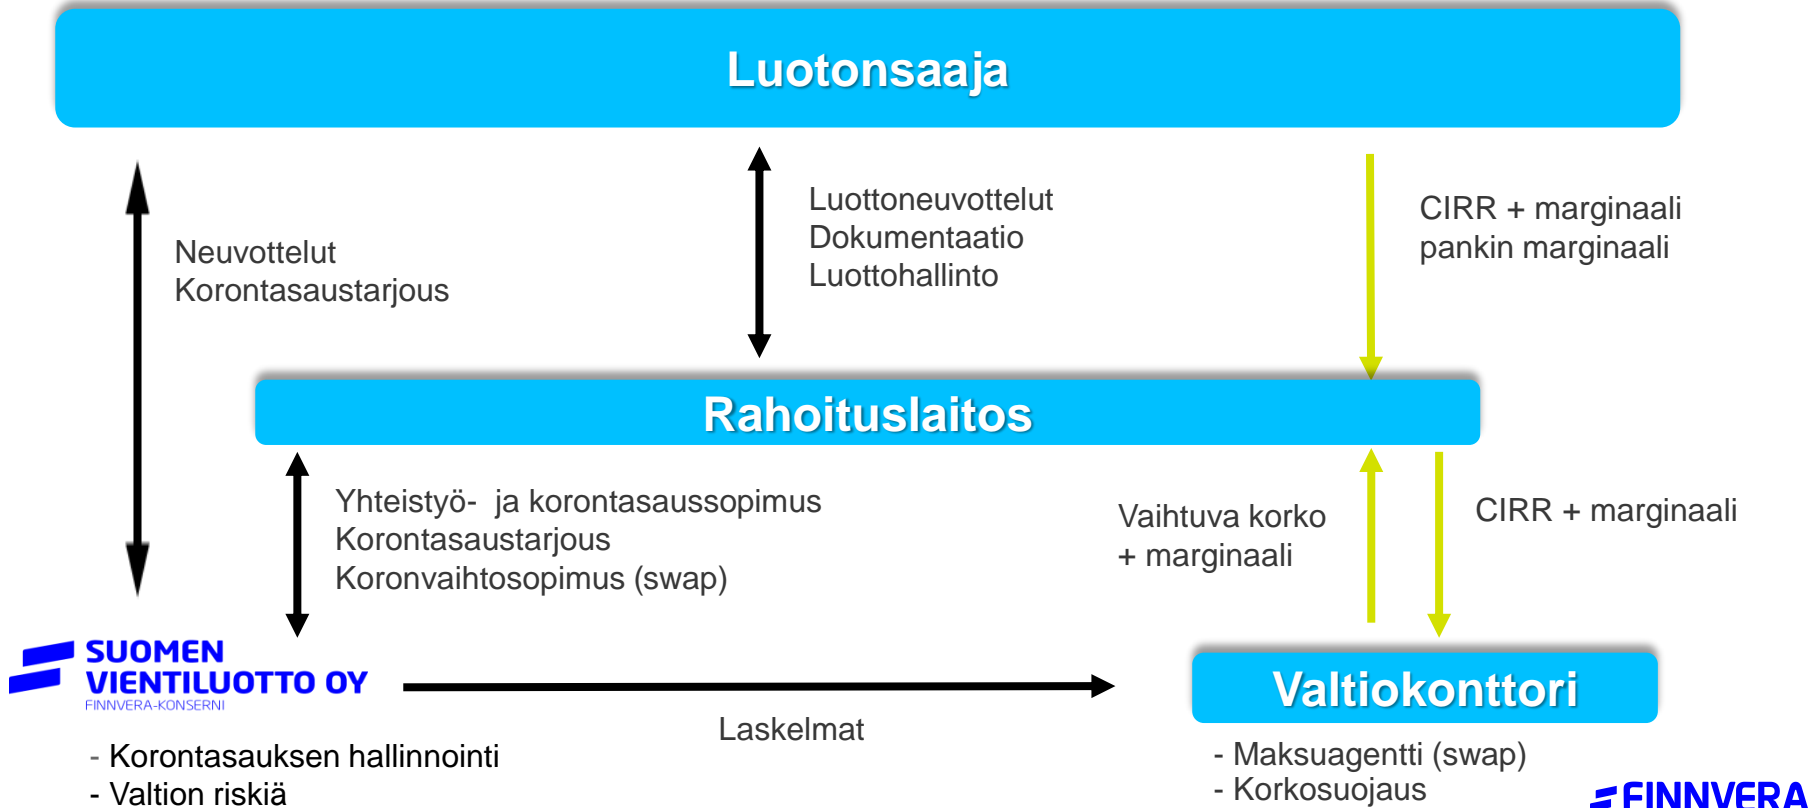 Luotonsaaja
Neuvottelut
Korontasaustarjous
Luottoneuvottelut
Dokumentaatio
Luottohallinto
CIRR + marginaali
pankin marginaali
Rahoituslaitos
Yhteistyö- ja korontasaussopimus
Korontasaustarjous
Koronvaihtosopimus (swap)
Vaihtuva korko
+ marginaali
CIRR + marginaali
SUOMEN
VIENTILUOTTO OY
FINNVERA-KONSERNI
Laskelmat
Valtiokonttori
- Korontasauksen hallinnointi
- Valtion riskiä
- Maksuagentti (swap)
- Korkosuojaus
FINNVERA